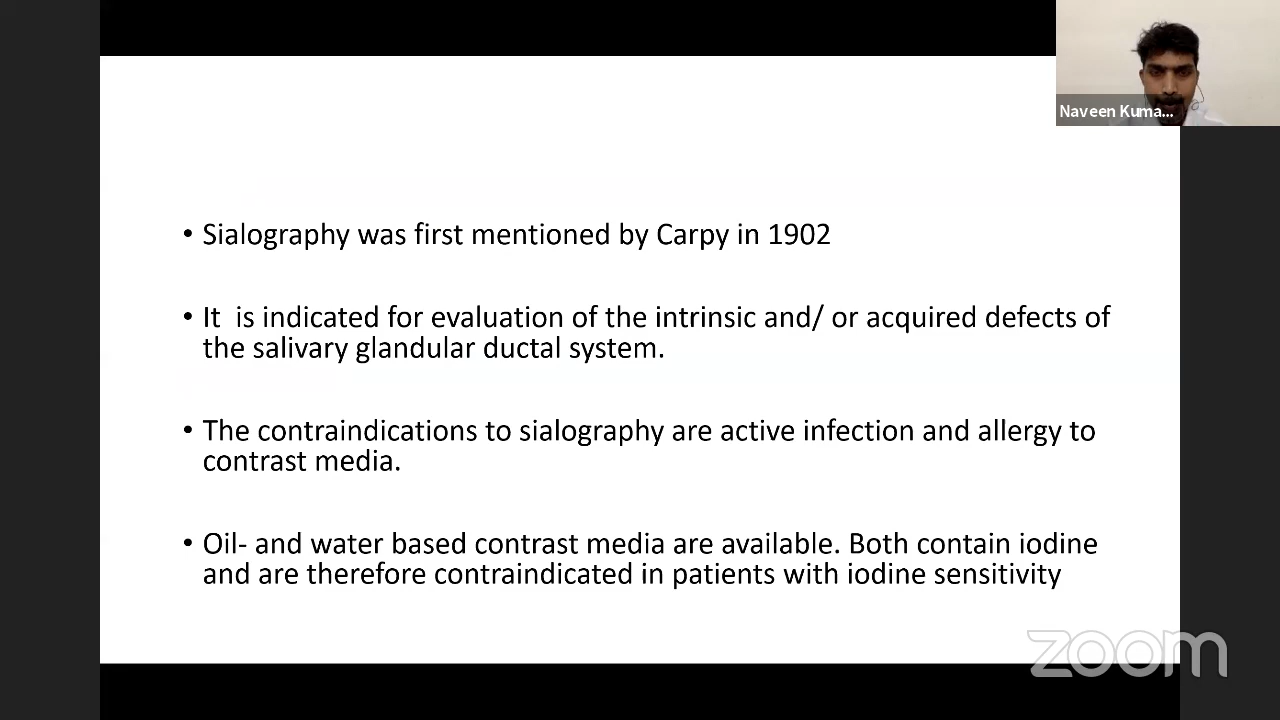 Naveen Kuma...
• Sialography was first mentioned by Carpy in 1902
• It  is indicated for evaluation of the intrinsic and/ or acquired defects of
the salivary glandular ductal system.
• The contraindications to sialography are active infection and allergy to
contrast media.
• Oil- and water based contrast media are available. Both contain iodine
and are therefore contraindicated in patients with iodine sensitivity
zoom